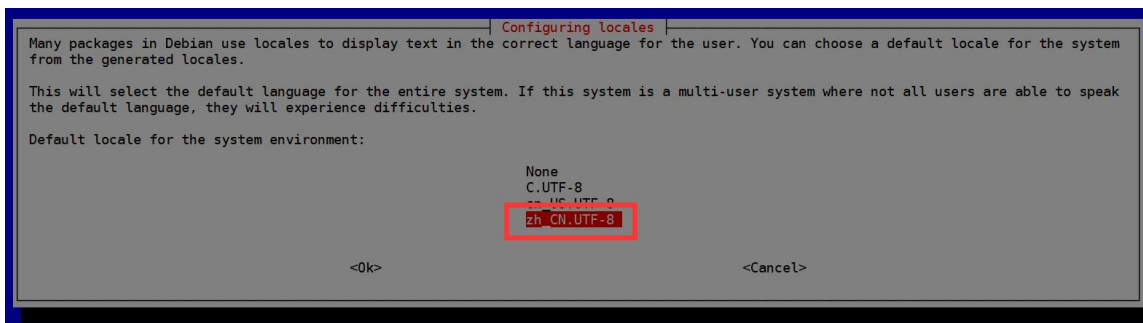 Configuring locales
Many packages in Debian use locales to display text in the correct language for the user. You can choose a default locale for the system
from the generated locales.
This will select the default language for the entire system. If this system is a multi-user system where not all users are able to speak
the default language, they will experience difficulties.
Default locale for the system environment:
None
C.UTF-8
en_US.UTF-8
zh_CN.UTF-8
<Ok> <Cancel>